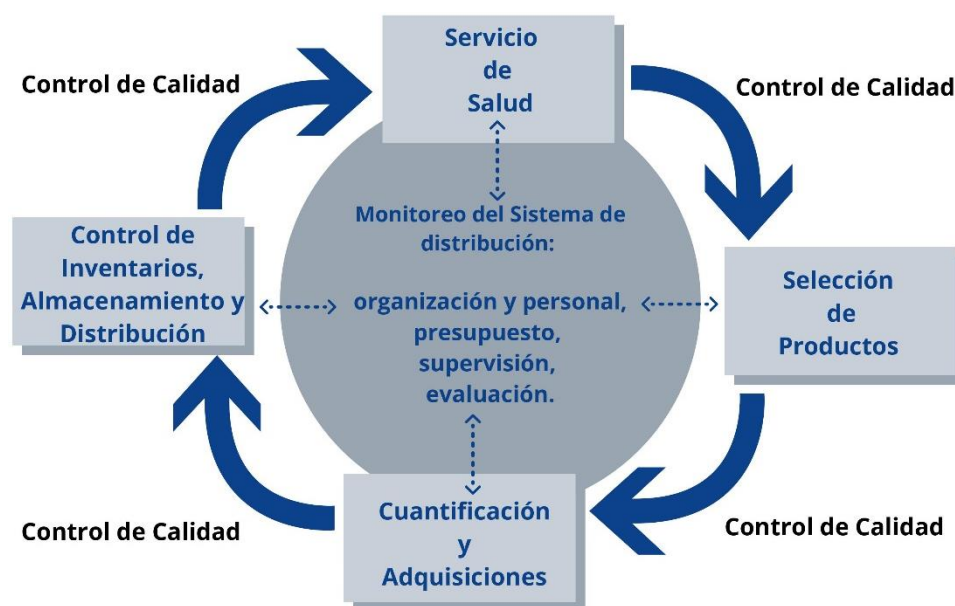 Servicio
de
Salud
Control de Calidad
Control de Calidad
Monitoreo del Sistema de
distribución:
organización y personal,
presupuesto,
supervisión,
evaluación.
Control de
Inventarios,
Almacenamiento y
Distribución
Selección
de
Productos
Cuantificación
y
Adquisiciones
Control de Calidad
Control de Calidad